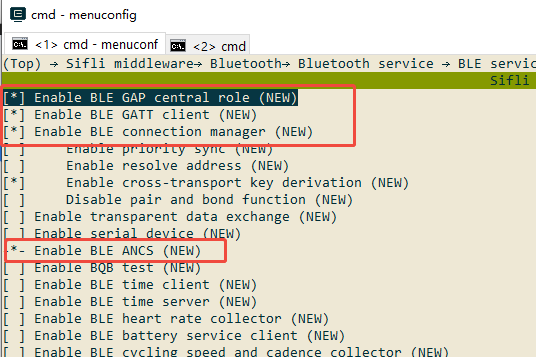 cmd - menuconfig
<1> cmd - menuconf <2> cmd
(Top) → Sifli middleware→ Bluetooth→ Bluetooth service → BLE servic
Sifli
[*] Enable BLE GAP central role (NEW)
[*] Enable BLE GATT client (NEW)
[*] Enable BLE connection manager (NEW)
[ ] Enable priority sync (NEW)
[ ] Enable resolve address (NEW)
[*] Enable cross-transport key derivation (NEW)
[ ] Disable pair and bond function (NEW)
[ ] Enable transparent data exchange (NEW)
[ ] Enable serial device (NEW)
-*- Enable BLE ANCS (NEW)
[ ] Enable BQB test (NEW)
[ ] Enable BLE time client (NEW)
[ ] Enable BLE time server (NEW)
[ ] Enable BLE heart rate collector (NEW)
[ ] Enable BLE battery service client (NEW)
[ ] Enable BLE cycling speed and cadence collector (NEW)